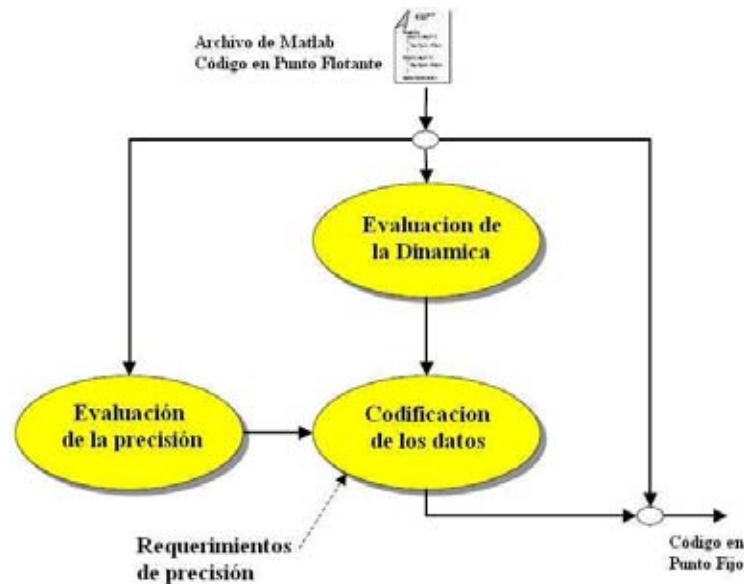 Archivo de Matlab
Código en Punto Flotante
Evaluacion de
la Dinamica
Evaluación
de la precisión
Codificacion
de los datos
Requerimientos
de precisión
Código en
Punto Fijo